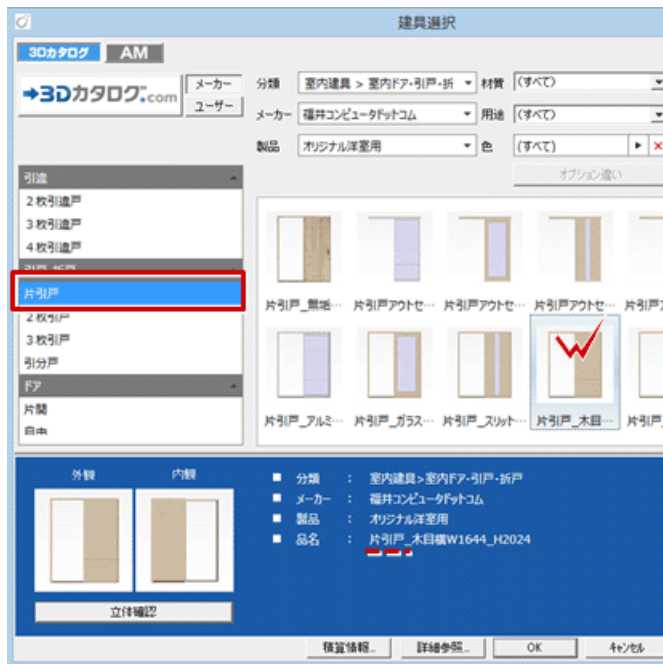 建具選択
3Dカタログ AM
3Dカタログ.com
メーカー
ユーザー
分類 室内建具 > 室内ドア・引戸・折 材質 (すべて)
メーカー 福井コンピュータドットコム 用途 (すべて)
製品 オリジナル洋室用 色 (すべて)
オプション違い
引違
2枚引違戸
3枚引違戸
4枚引違戸
引戸・折戸
片引戸
2枚引戸
3枚引戸
引分戸
ドア
片開
自由
片引戸_無垢… 片引戸アウトセ… 片引戸アウトセ… 片引戸アウトセ… 片引戸
片引戸_アルミ… 片引戸_ガラス… 片引戸_スリット… 片引戸_木目… 片引戸
外観 内観
立体確認
■ 分類 : 室内建具>室内ドア・引戸・折戸
■ メーカー : 福井コンピュータドットコム
■ 製品 : オリジナル洋室用
■ 品名 : 片引戸_木目横W1644_H2024
積算情報... 詳細参照... OK キャンセル